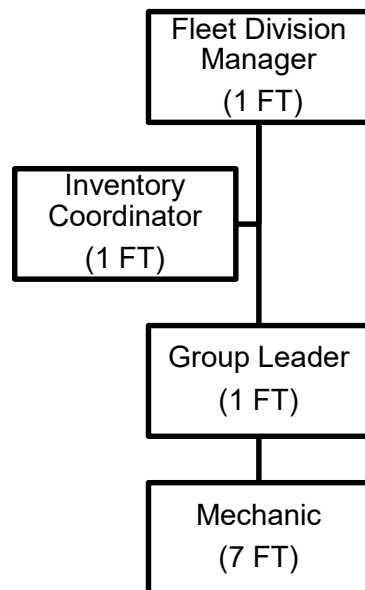 Fleet Division
Manager
(1 FT)
Inventory
Coordinator
(1 FT)
Group Leader
(1 FT)
Mechanic
(7 FT)